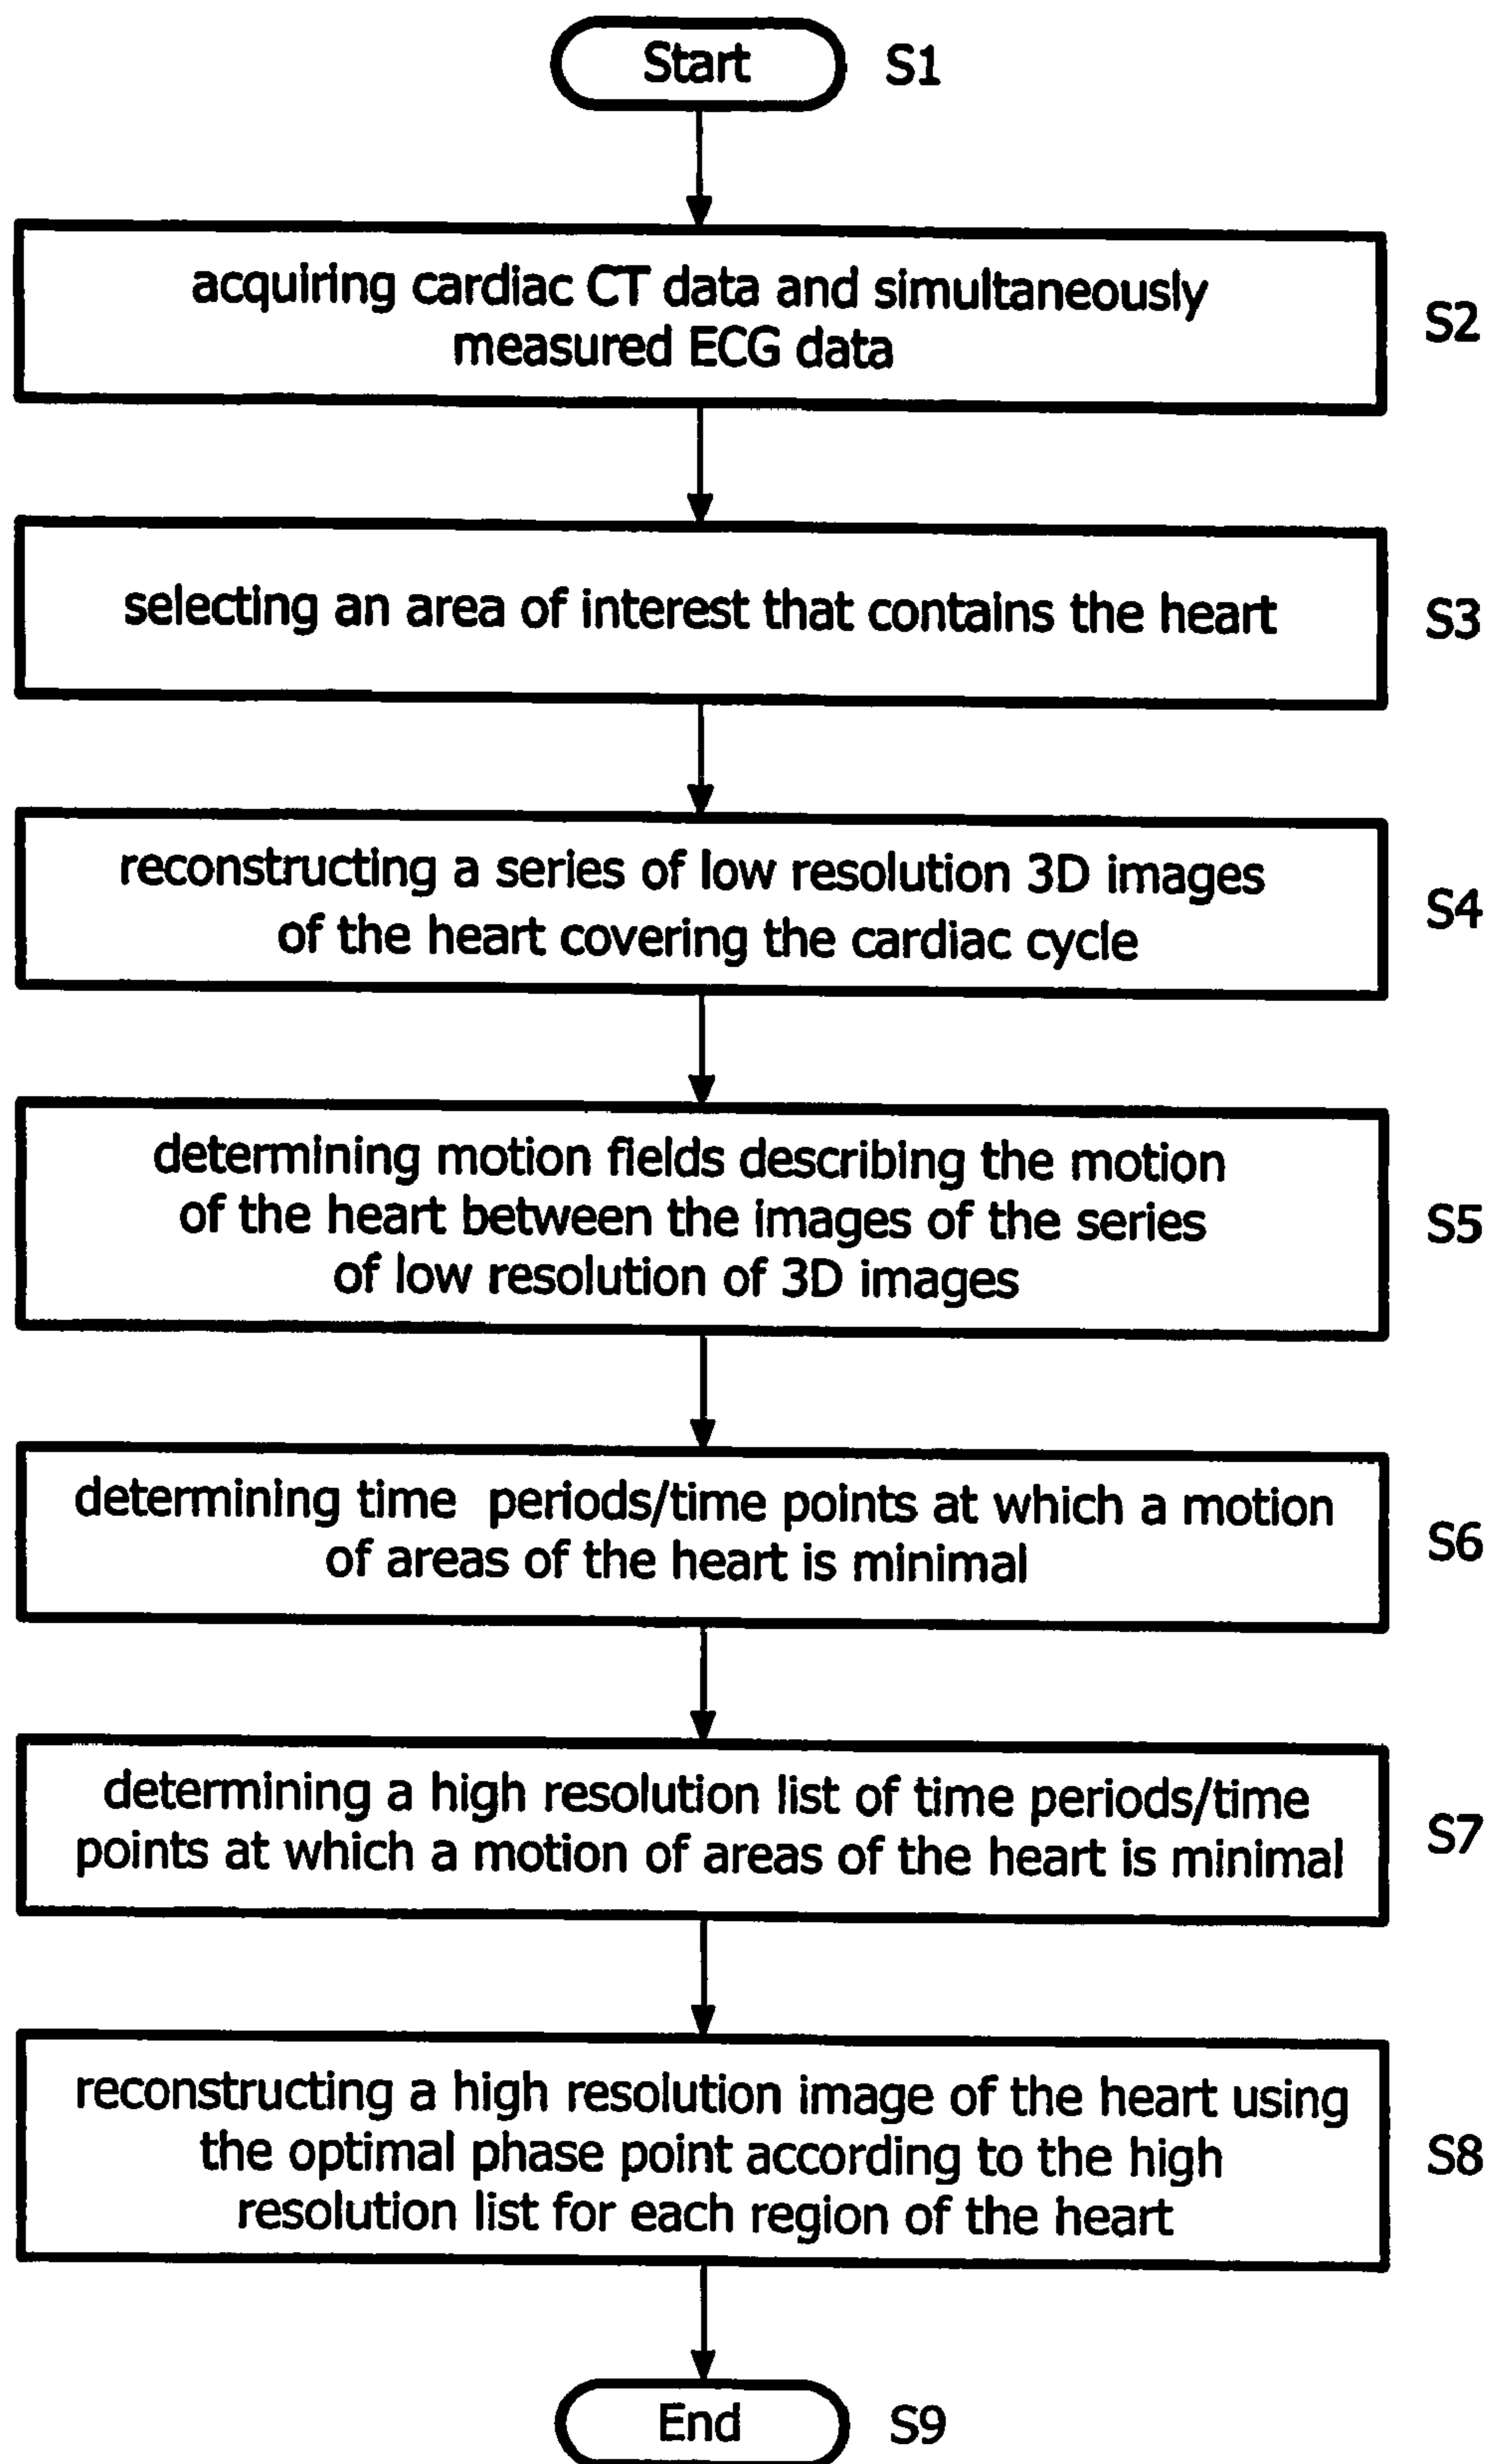 Start
S1
acquiring cardiac CT data and simultaneously
measured ECG data
S2
selecting an area of interest that contains the heart
S3
reconstructing a series of low resolution 3D images
of the heart covering the cardiac cycle
S4
determining motion fields describing the motion
of the heart between the images of the series
of low resolution of 3D images
S5
determining time periods/time points at which a motion
of areas of the heart is minimal
S6
determining a high resolution list of time periods/time
points at which a motion of areas of the heart is minimal
S7
reconstructing a high resolution image of the heart using
the optimal phase point according to the high
resolution list for each region of the heart
S8
End
S9